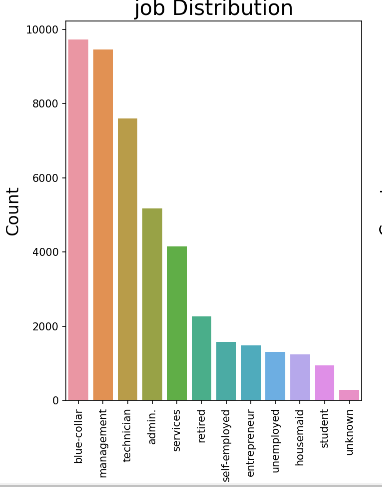 job Distribution
10000
8000
6000
4000
2000
0
Count
blue-collar
management
technician
admin.
services
retired
self-employed
entrepreneur
unemployed
housemaid
student
unknown